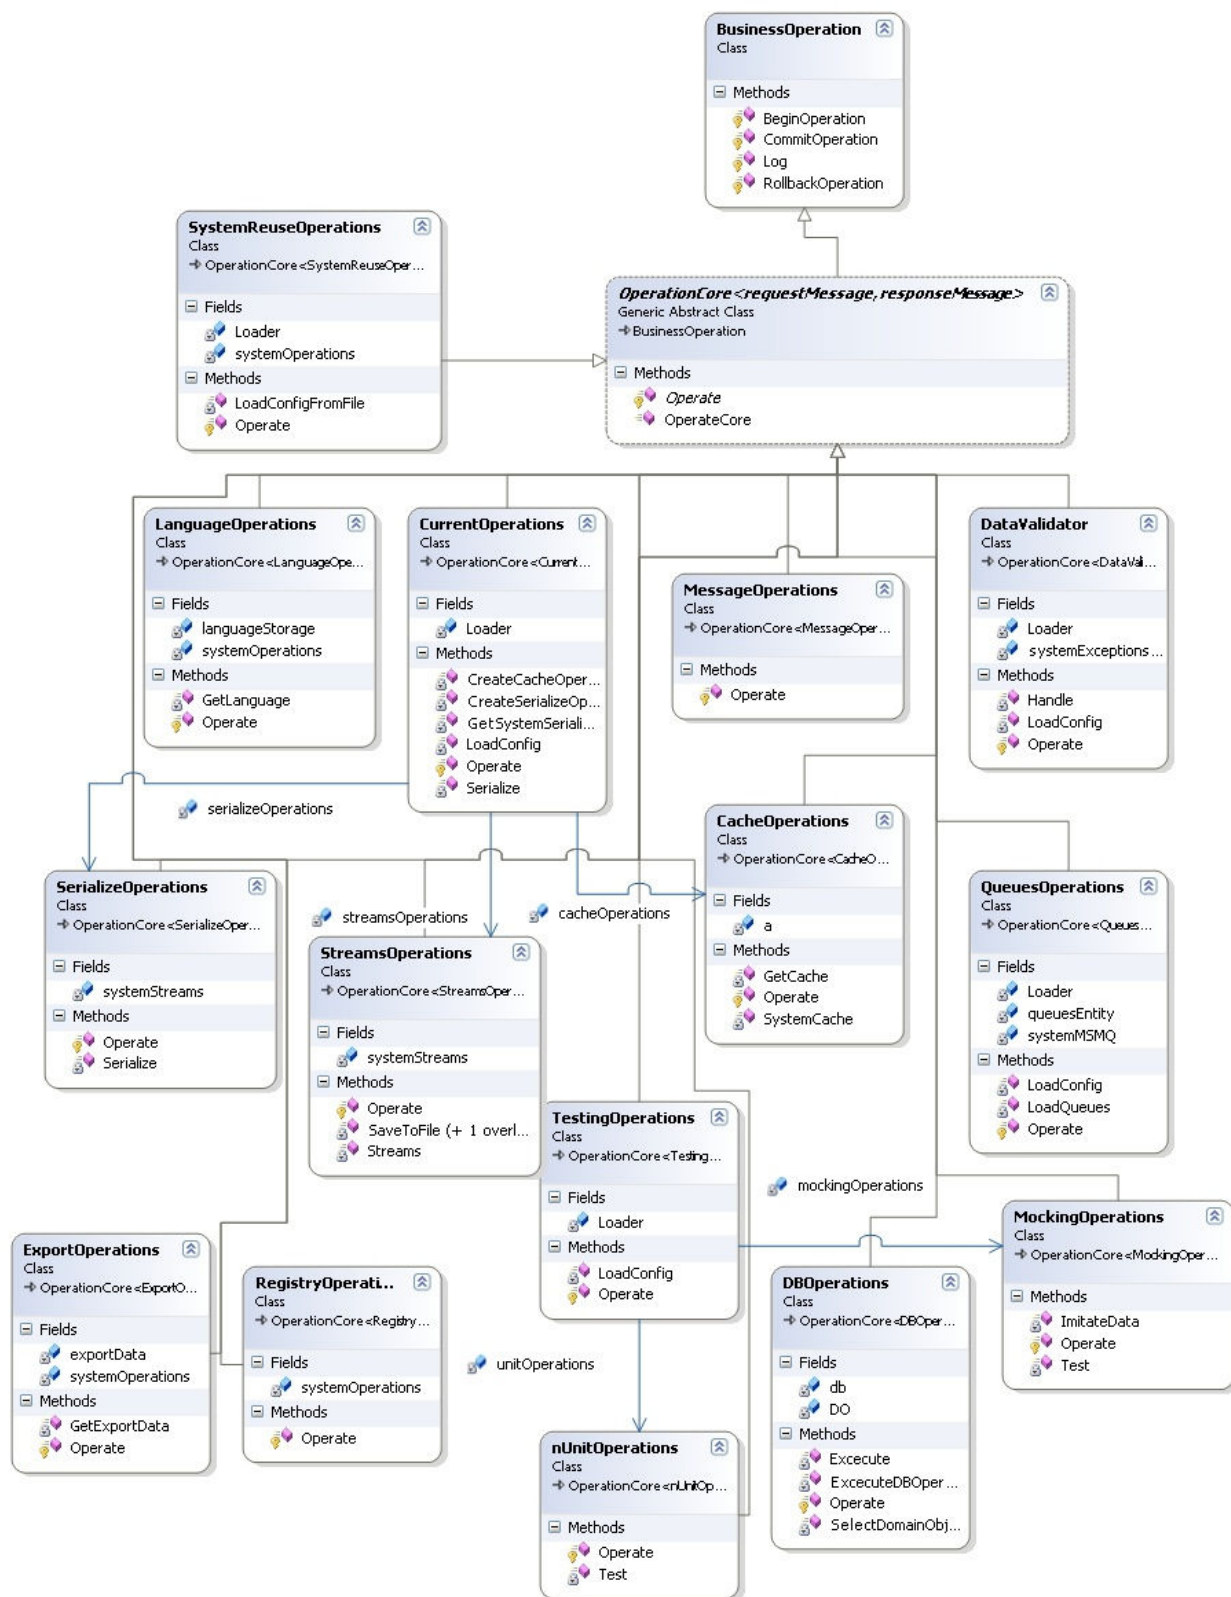 BusinessOperation
Class
Methods
BeginOperation
CommitOperation
Log
RollbackOperation
SystemReuseOperations
Class
OperationCore<SystemReuseOper...
Fields
Loader
systemOperations
Methods
LoadConfigFromFile
Operate
OperationCore<requestMessage,responseMessage>
Generic Abstract Class
BusinessOperation
Methods
Operate
OperateCore
LanguageOperations
Class
OperationCore<LanguageOpe...
Fields
languageStorage
systemOperations
Methods
GetLanguage
Operate
CurrentOperations
Class
OperationCore<Current...
Fields
Loader
Methods
CreateCacheOper...
CreateSerializeOp...
GetSystemSeriali...
LoadConfig
Operate
Serialize
MessageOperations
Class
OperationCore<MessageOper...
Methods
Operate
DataValidator
Class
OperationCore<DataVali...
Fields
Loader
systemExceptions...
Methods
Handle
LoadConfig
Operate
serializeOperations
streamsOperations
cacheOperations
SerializeOperations
Class
OperationCore<SerializeOper...
Fields
systemStreams
Methods
Operate
Serialize
StreamsOperations
Class
OperationCore<StreamsOper...
Fields
systemStreams
Methods
Operate
SaveToFile (+ 1 overl...
Streams
CacheOperations
Class
OperationCore<CacheO...
Fields
a
Methods
GetCache
Operate
SystemCache
QueuesOperations
Class
OperationCore<Queues...
Fields
Loader
queuesEntity
systemMSMQ
Methods
LoadConfig
LoadQueues
Operate
TestingOperations
Class
OperationCore<Testing...
Fields
Loader
Methods
LoadConfig
Operate
mockingOperations
MockingOperations
Class
OperationCore<MockingOper...
Methods
ImitateData
Operate
Test
ExportOperations
Class
OperationCore<ExportO...
Fields
exportData
systemOperations
Methods
GetExportData
Operate
RegistryOperati...
Class
OperationCore<Registry...
Fields
systemOperations
Methods
Operate
unitOperations
DBOperations
Class
OperationCore<DBOper...
Fields
db
DO
Methods
Excecute
ExcecuteDBOper...
Operate
SelectDomainObj...
nUnitOperations
Class
OperationCore<nUnitOp...
Methods
Operate
Test